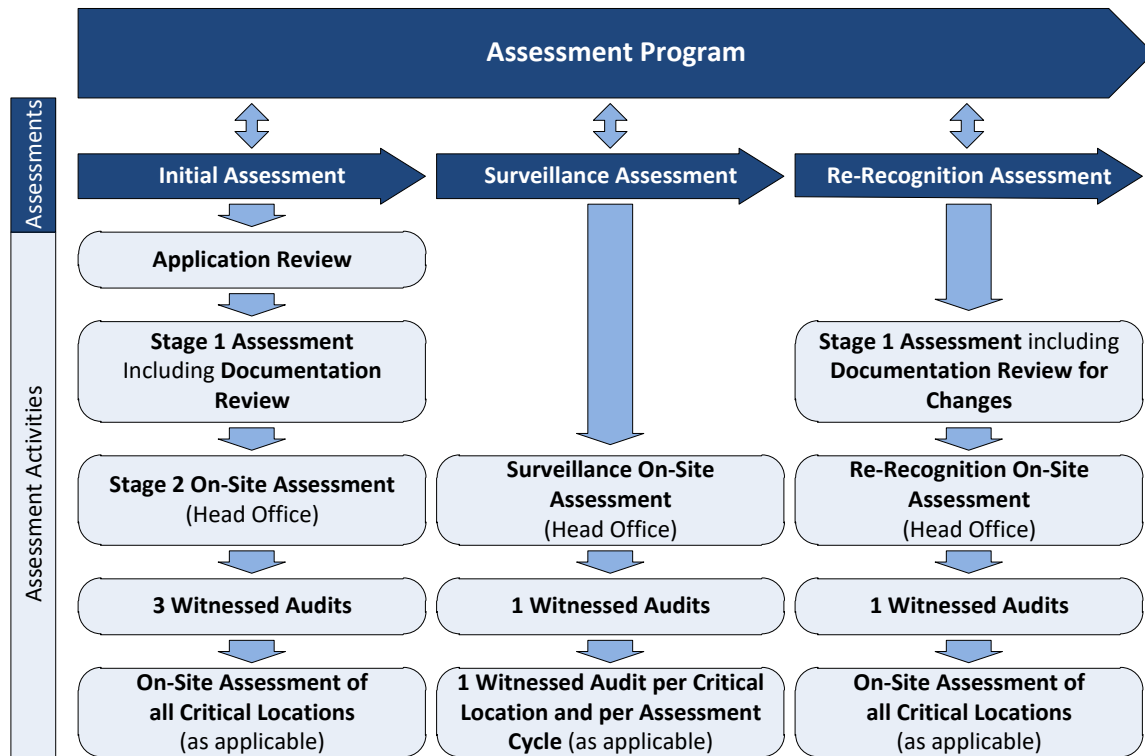 Assessment Program
Assessments
Initial Assessment
Surveillance Assessment
Re-Recognition Assessment
Assessment Activities
Application Review
Stage 1 Assessment
Including Documentation
Review
Stage 2 On-Site Assessment
(Head Office)
3 Witnessed Audits
On-Site Assessment of
all Critical Locations
(as applicable)
Surveillance On-Site
Assessment
(Head Office)
1 Witnessed Audits
1 Witnessed Audit per Critical
Location and per Assessment
Cycle (as applicable)
Stage 1 Assessment including
Documentation Review for
Changes
Re-Recognition On-Site
Assessment
(Head Office)
1 Witnessed Audits
On-Site Assessment of
all Critical Locations
(as applicable)